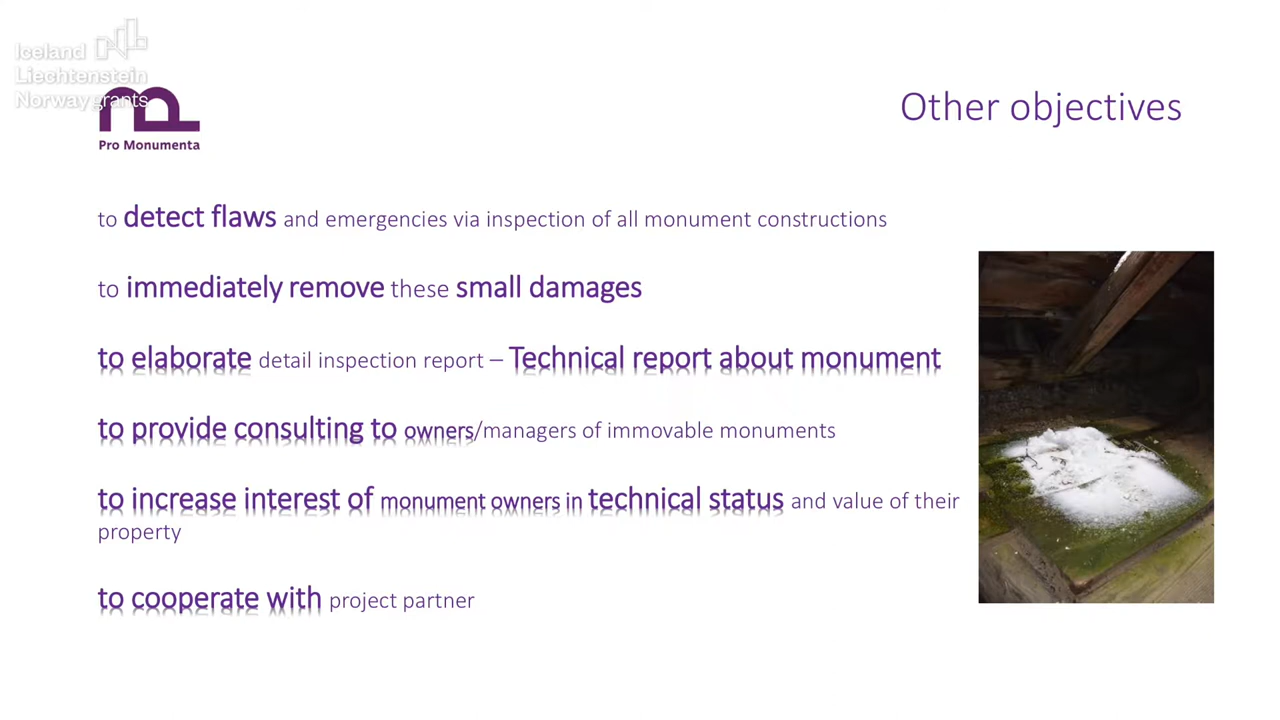 Iceland
Liechtenstein
Norway grants
Pro Monumenta
Other objectives
to detect flaws and emergencies via inspection of all monument constructions
to immediately remove these small damages
to elaborate detail inspection report – Technical report about monument
to provide consulting to owners/managers of immovable monuments
to increase interest of monument owners in technical status and value of their
property
to cooperate with project partner